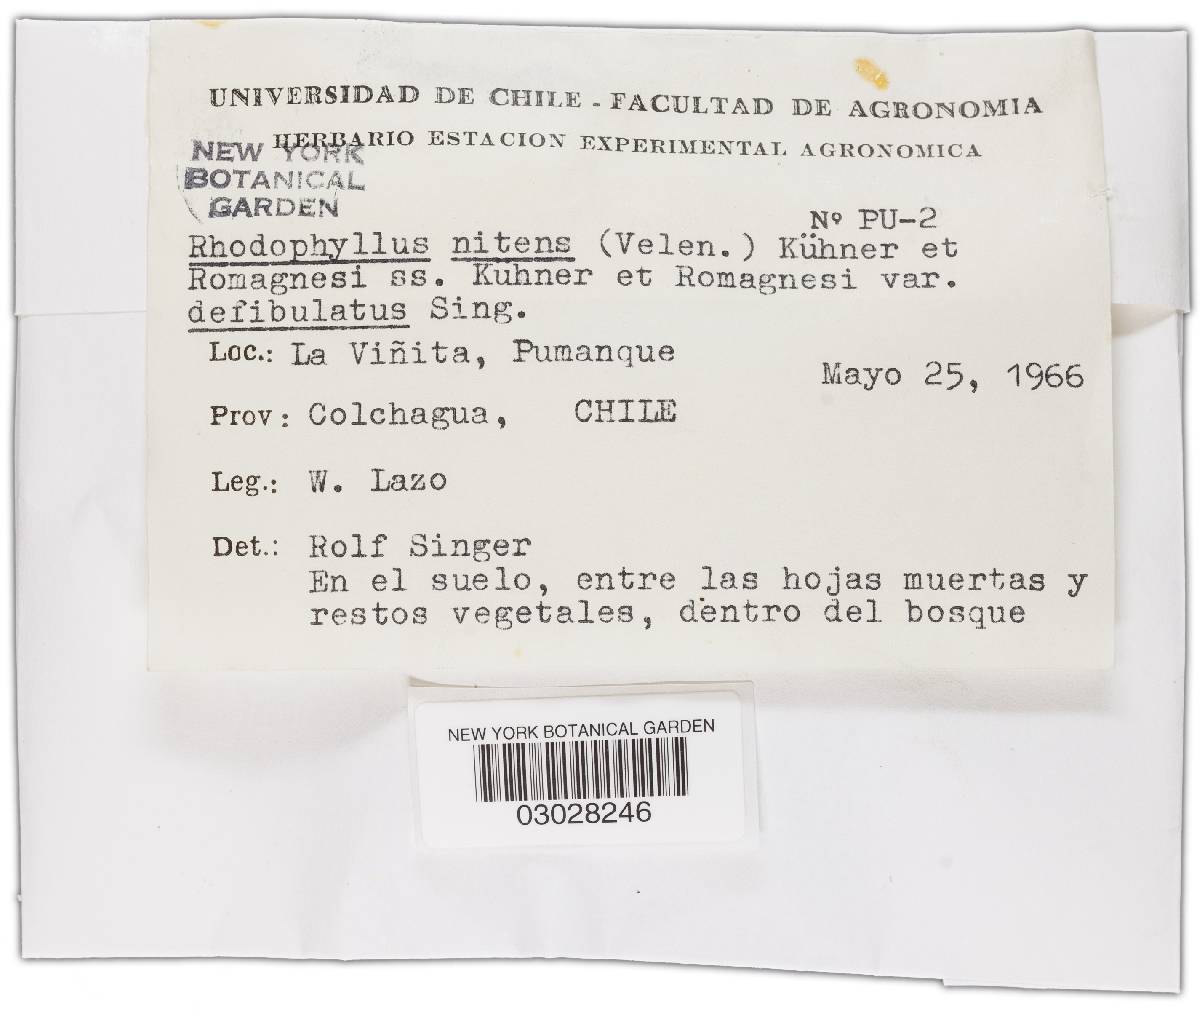 UNIVERSIDAD DE CHILE - FACULTAD DE AGRONOMIA
HERBARIO ESTACION EXPERIMENTAL AGRONOMICA
NEW YORK
BOTANICAL
GARDEN
Nº PU-2
Rhodophyllus nitens (Velen.) Kühner et
Romagnesi ss. Kuhner et Romagnesi var.
defibulatus Sing.
Loc.: La Viñita, Pumanque
Mayo 25, 1966
Prov: Colchagua, CHILE
Leg.: W. Lazo
Det.: Rolf Singer
En el suelo, entre las hojas muertas y
restos vegetales, dentro del bosque
NEW YORK BOTANICAL GARDEN
03028246